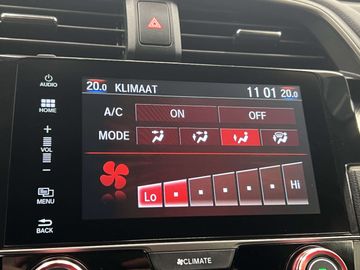 AUDIO
HOME
+
VOL
−
MENU
BACK
20.0 KLIMAAT 11 01 20.0
A/C ON OFF
MODE
Lo Hi
CLIMATE